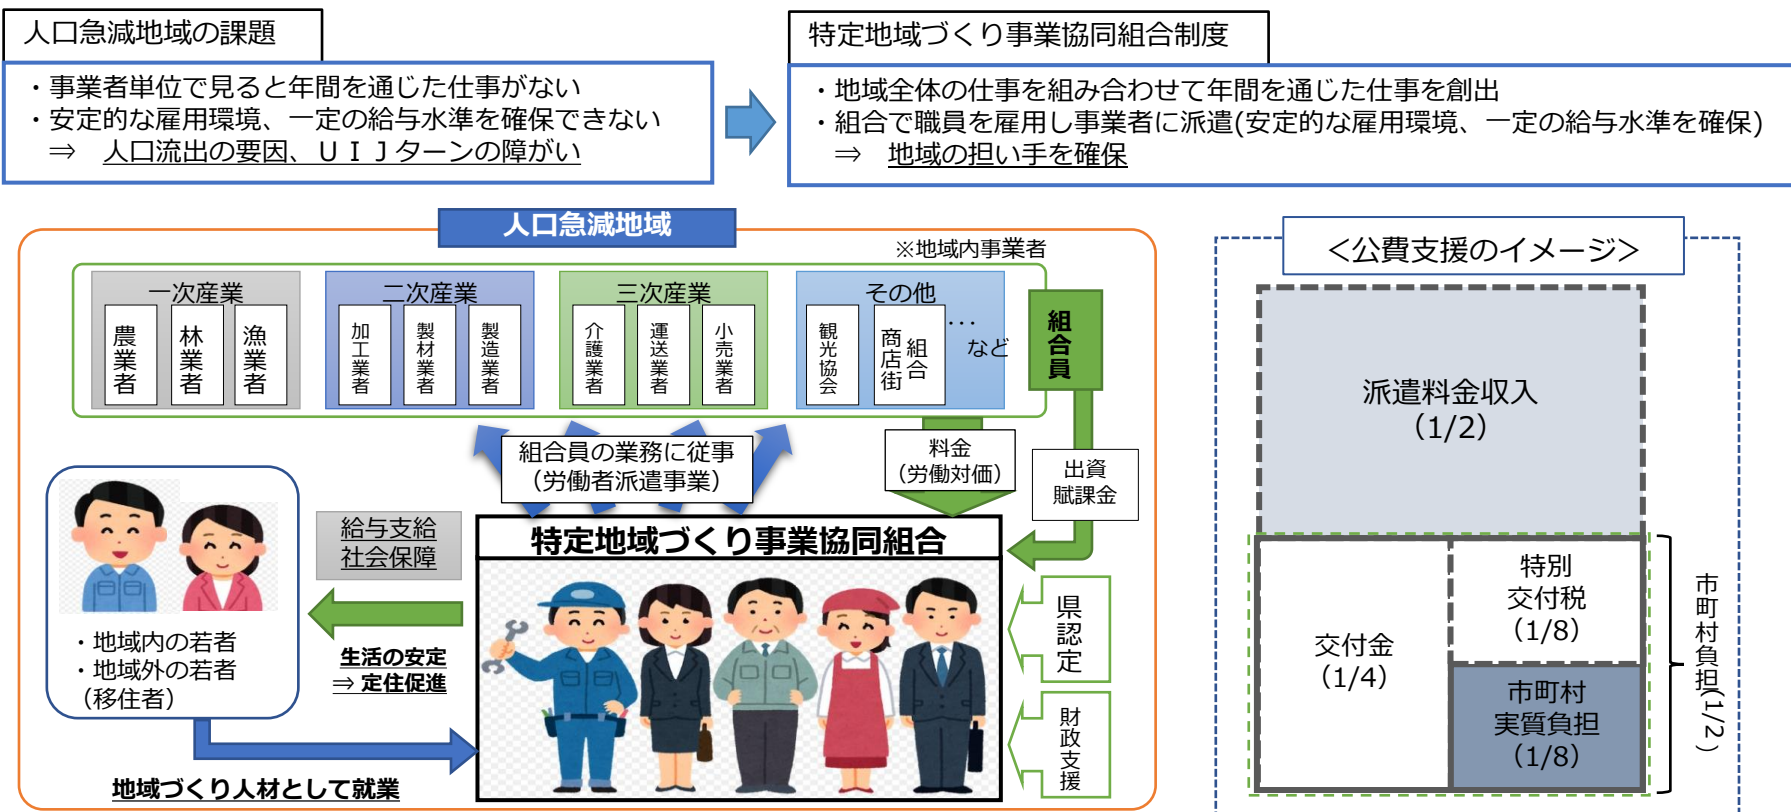 人口急減地域の課題
・事業者単位で見ると年間を通じた仕事がない
・安定的な雇用環境、一定の給与水準を確保できない
⇒　人口流出の要因、ＵＩＪターンの障がい
特定地域づくり事業協同組合制度
・地域全体の仕事を組み合わせて年間を通じた仕事を創出
・組合で職員を雇用し事業者に派遣(安定的な雇用環境、一定の給与水準を確保)
⇒　地域の担い手を確保
人口急減地域
※地域内事業者
一次産業
農業者
林業者
漁業者
二次産業
加工業者
製材業者
製造業者
三次産業
介護業者
運送業者
小売業者
その他
観光協会
商店街
組合
…
など
組合員
組合員の業務に従事
（労働者派遣事業）
料金
（労働対価）
出資
賦課金
給与支給
社会保障
特定地域づくり事業協同組合
・地域内の若者
・地域外の若者
（移住者）
生活の安定
⇒ 定住促進
県認定
財政支援
地域づくり人材として就業
＜公費支援のイメージ＞
派遣料金収入
（1/2）
交付金
（1/4）
特別
交付税
（1/8）
市町村
実質負担
（1/8）
市町村負担(1/2）